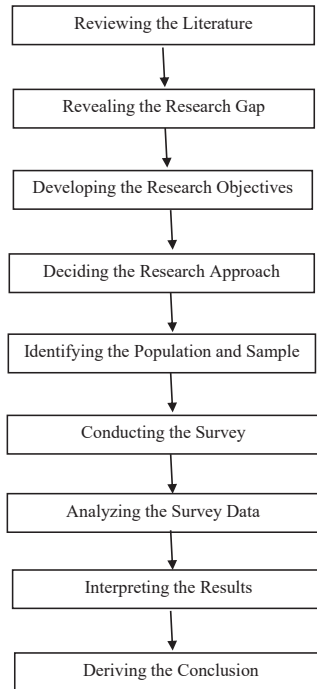 Reviewing the Literature
Revealing the Research Gap
Developing the Research Objectives
Deciding the Research Approach
Identifying the Population and Sample
Conducting the Survey
Analyzing the Survey Data
Interpreting the Results
Deriving the Conclusion